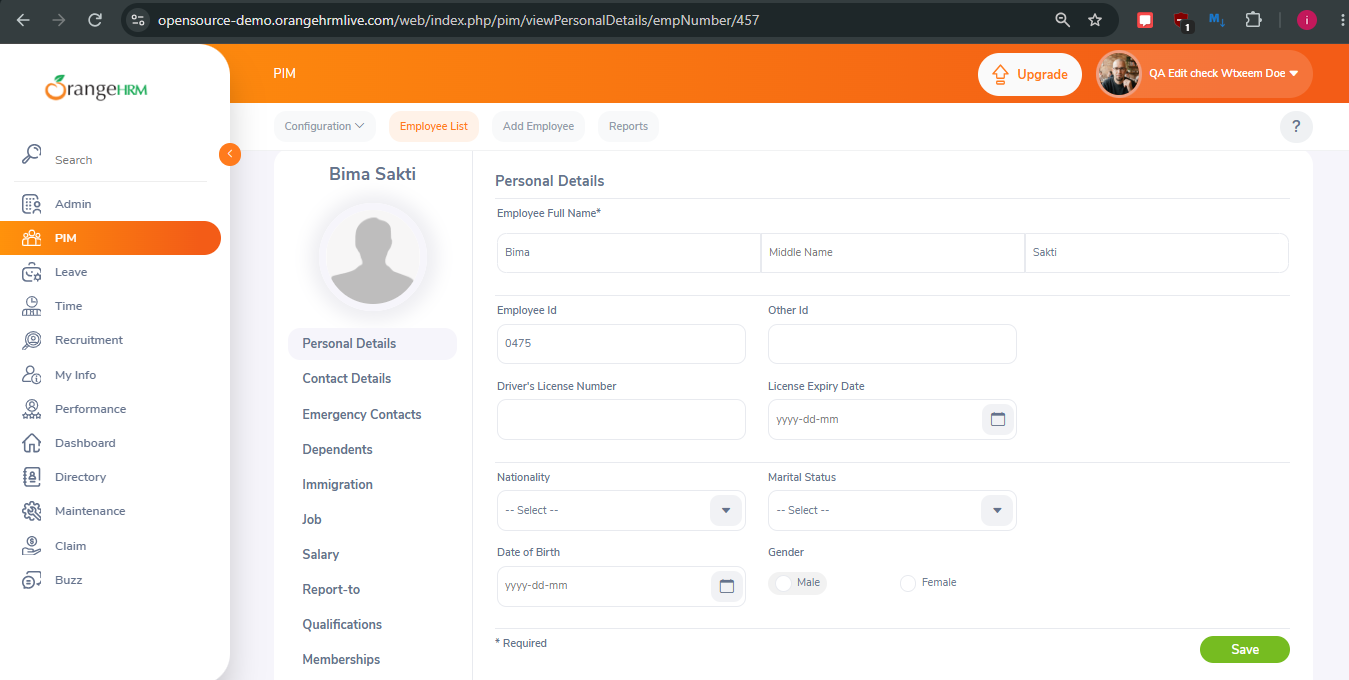 opensource-demo.orangehrmlive.com/web/index.php/pim/viewPersonalDetails/empNumber/457
1
M↓
i
OrangeHRM
PIM
Upgrade
QA Edit check Wtxeem Doe
Search
Admin
PIM
Leave
Time
Recruitment
My Info
Performance
Dashboard
Directory
Maintenance
Claim
Buzz
Configuration
Employee List
Add Employee
Reports
?
Bima Sakti
Personal Details
Contact Details
Emergency Contacts
Dependents
Immigration
Job
Salary
Report-to
Qualifications
Memberships
Personal Details
Employee Full Name*
Bima Middle Name Sakti
Employee Id Other Id
0475
Driver's License Number License Expiry Date
yyyy-dd-mm
Nationality Marital Status
-- Select -- -- Select --
Date of Birth Gender
yyyy-dd-mm Male Female
* Required
Save